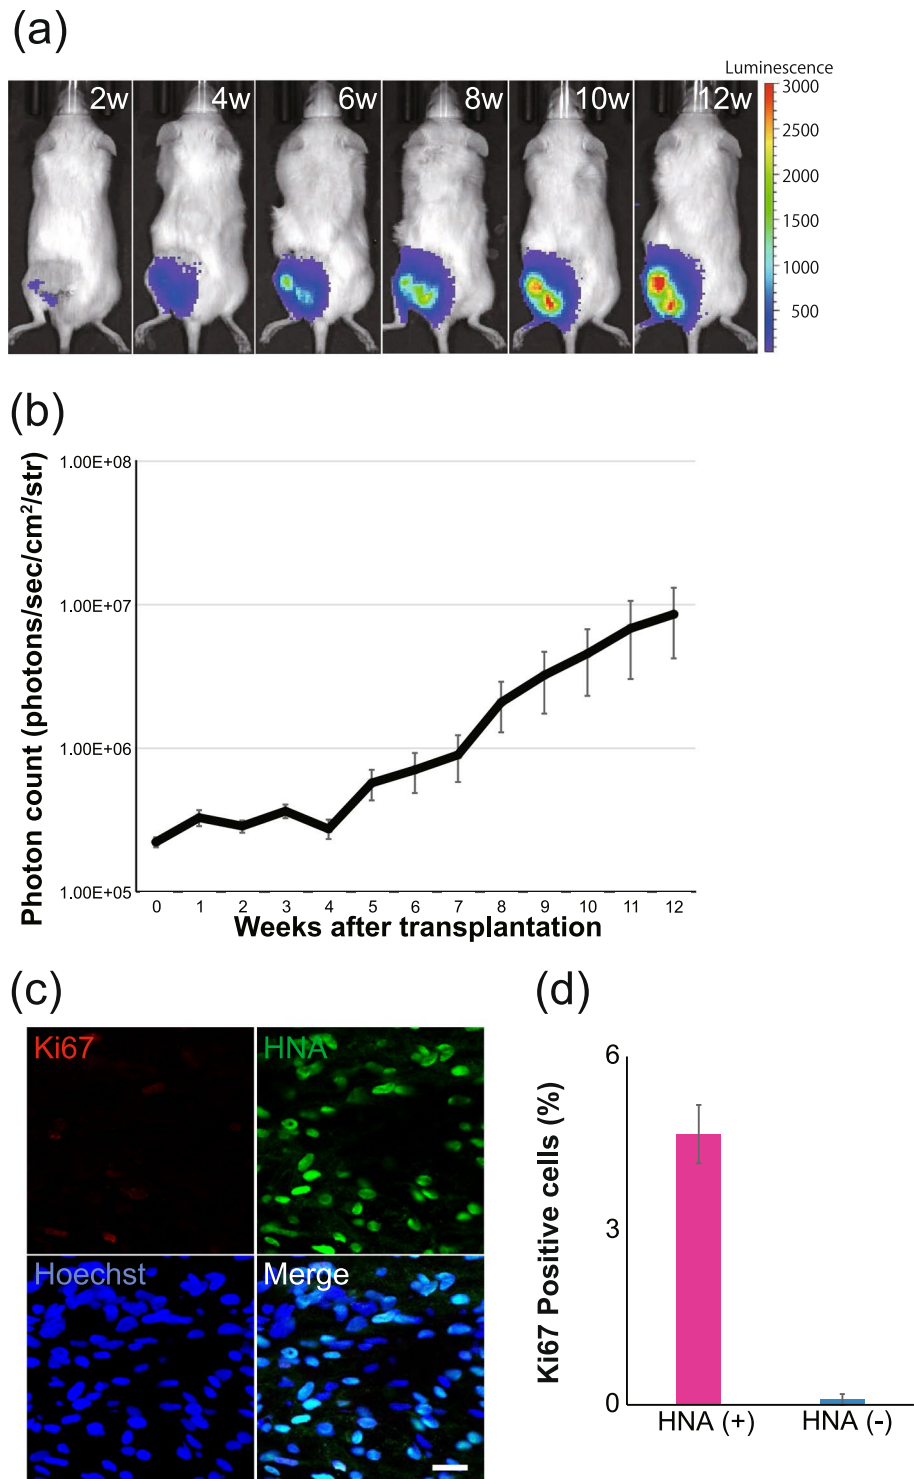 (a)
Luminescence
2w 4w 6w 8w 10w 12w
3000
2500
2000
1500
1000
500
(b)
Photon count (photons/sec/cm²/str)
1.00E+08
1.00E+07
1.00E+06
1.00E+05
0 1 2 3 4 5 6 7 8 9 10 11 12
Weeks after transplantation
(c)
Ki67 HNA
Hoechst Merge
(d)
Ki67 Positive cells (%)
6
3
0
HNA (+) HNA (-)